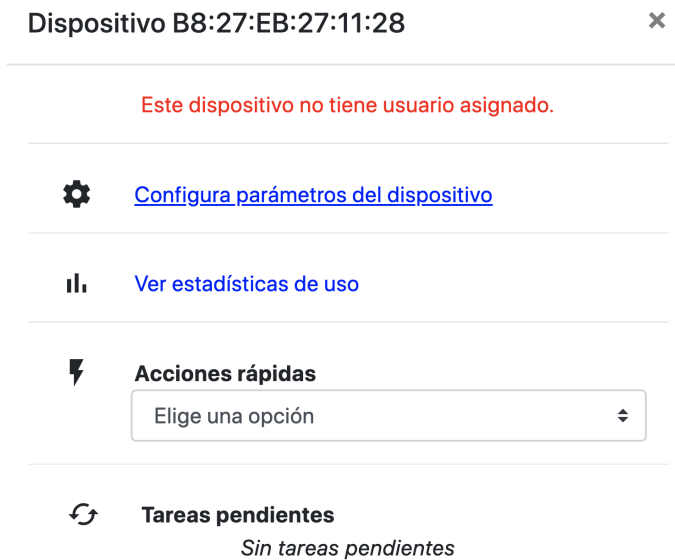 Dispositivo B8:27:EB:27:11:28
Este dispositivo no tiene usuario asignado.
Configura parámetros del dispositivo
Ver estadísticas de uso
Acciones rápidas
Elige una opción
Tareas pendientes
Sin tareas pendientes